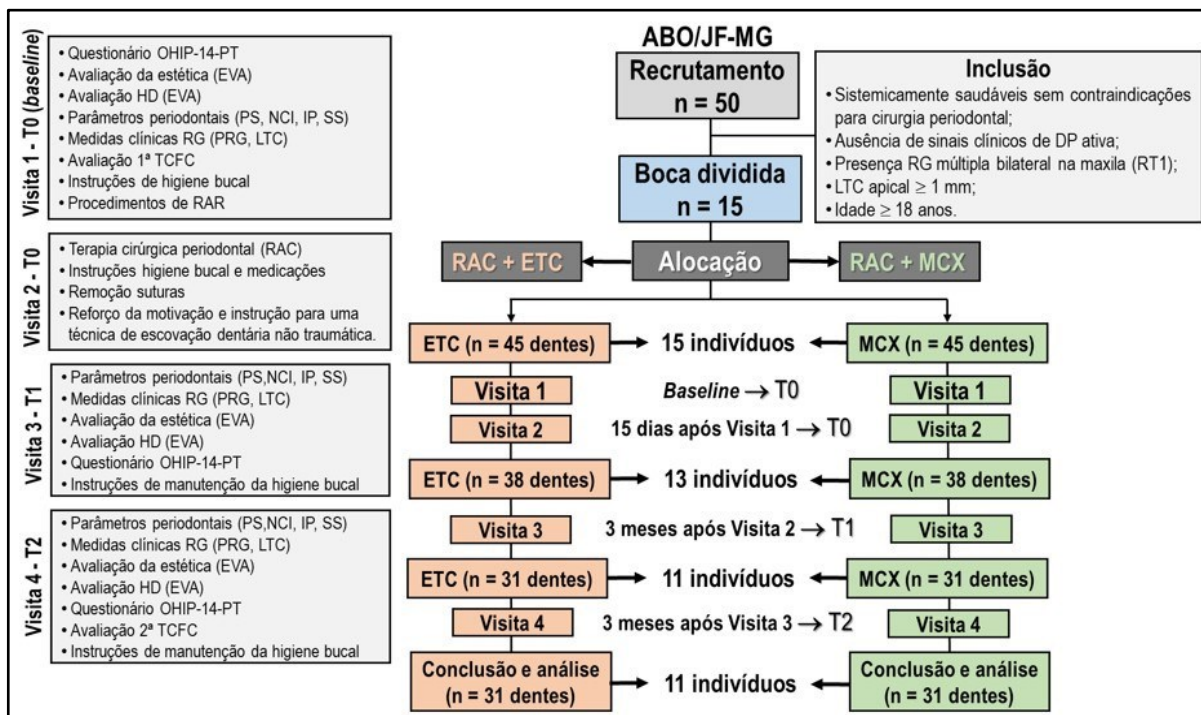 Visita 1 - T0 (baseline)
• Questionário OHIP-14-PT
• Avaliação da estética (EVA)
• Avaliação HD (EVA)
• Parâmetros periodontais (PS, NCI, IP, SS)
• Medidas clínicas RG (PRG, LTC)
• Avaliação 1ª TCFC
• Instruções de higiene bucal
• Procedimentos de RAR
Visita 2 - T0
• Terapia cirúrgica periodontal (RAC)
• Instruções higiene bucal e medicações
• Remoção suturas
• Reforço da motivação e instrução para uma
técnica de escovação dentária não traumática.
Visita 3 - T1
• Parâmetros periodontais (PS,NCI, IP, SS)
• Medidas clínicas RG (PRG, LTC)
• Avaliação da estética (EVA)
• Avaliação HD (EVA)
• Questionário OHIP-14-PT
• Instruções de manutenção da higiene bucal
Visita 4 - T2
• Parâmetros periodontais (PS,NCI, IP, SS)
• Medidas clínicas RG (PRG, LTC)
• Avaliação da estética (EVA)
• Avaliação HD (EVA)
• Questionário OHIP-14-PT
• Avaliação 2ª TCFC
• Instruções de manutenção da higiene bucal
ABO/JF-MG
Recrutamento
n = 50
Inclusão
• Sistemicamente saudáveis sem contraindicações
para cirurgia periodontal;
• Ausência de sinais clínicos de DP ativa;
• Presença RG múltipla bilateral na maxila (RT1);
• LTC apical ≥ 1 mm;
• Idade ≥ 18 anos.
Boca dividida
n = 15
RAC + ETC
Alocação
RAC + MCX
ETC (n = 45 dentes)
15 indivíduos
MCX (n = 45 dentes)
Visita 1
Baseline → T0
Visita 1
Visita 2
15 dias após Visita 1 → T0
Visita 2
ETC (n = 38 dentes)
13 indivíduos
MCX (n = 38 dentes)
Visita 3
3 meses após Visita 2 → T1
Visita 3
ETC (n = 31 dentes)
11 indivíduos
MCX (n = 31 dentes)
Visita 4
3 meses após Visita 3 → T2
Visita 4
Conclusão e análise
(n = 31 dentes)
11 indivíduos
Conclusão e análise
(n = 31 dentes)